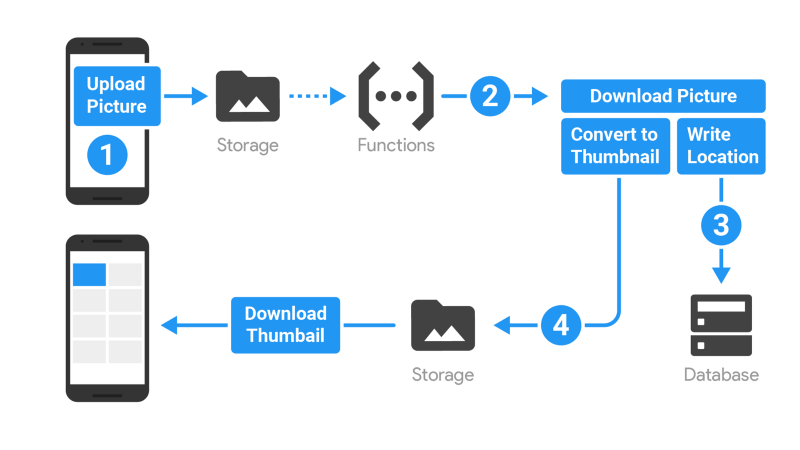 Upload
Picture
1
Storage
Functions
2
Download Picture
Convert to
Thumbnail
Write
Location
3
Download
Thumbail
Storage
4
Database